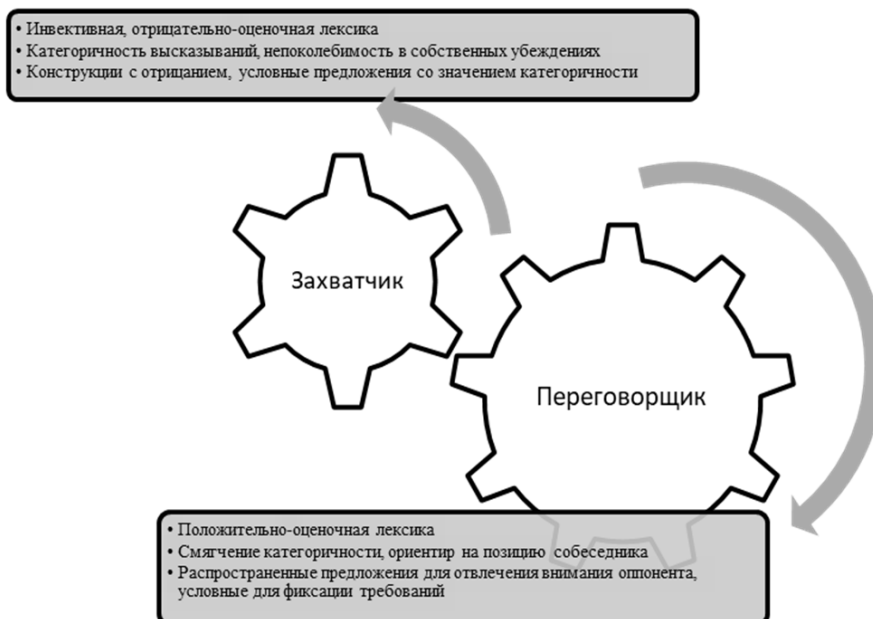 • Инвективная, отрицательно-оценочная лексика
• Категоричность высказываний, непоколебимость в собственных убеждениях
• Конструкции с отрицанием, условные предложения со значением категоричности
Захватчик
Переговорщик
• Положительно-оценочная лексика
• Смягчение категоричности, ориентир на позицию собеседника
• Распространенные предложения для отвлечения внимания оппонента,
условные для фиксации требований